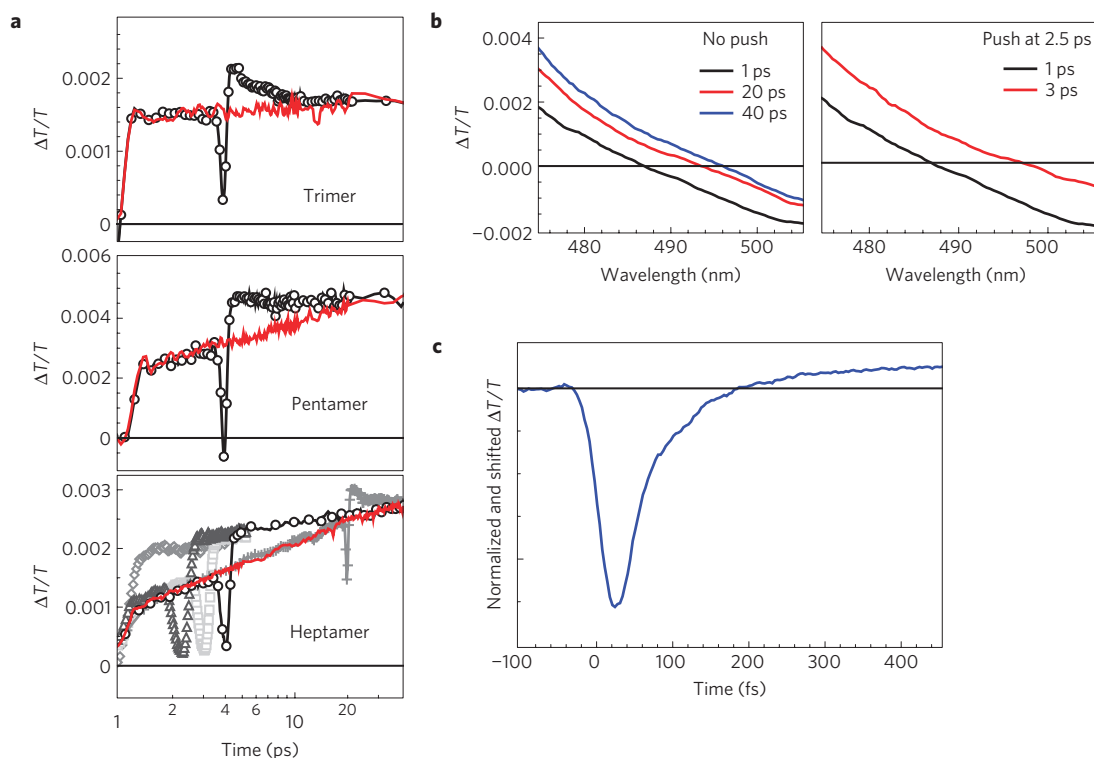 a
ΔT/T
0.002
0.001
0
Trimer
ΔT/T
0.006
0.004
0.002
0
Pentamer
ΔT/T
0.003
0.002
0.001
0
Heptamer
1 2 4 6 10 20
Time (ps)
b
ΔT/T
0.004
0.002
0.000
−0.002
No push
1 ps
20 ps
40 ps
480 490 500
Wavelength (nm)
Push at 2.5 ps
1 ps
3 ps
480 490 500
Wavelength (nm)
c
Normalized and shifted ΔT/T
−100 0 100 200 300 400
Time (fs)